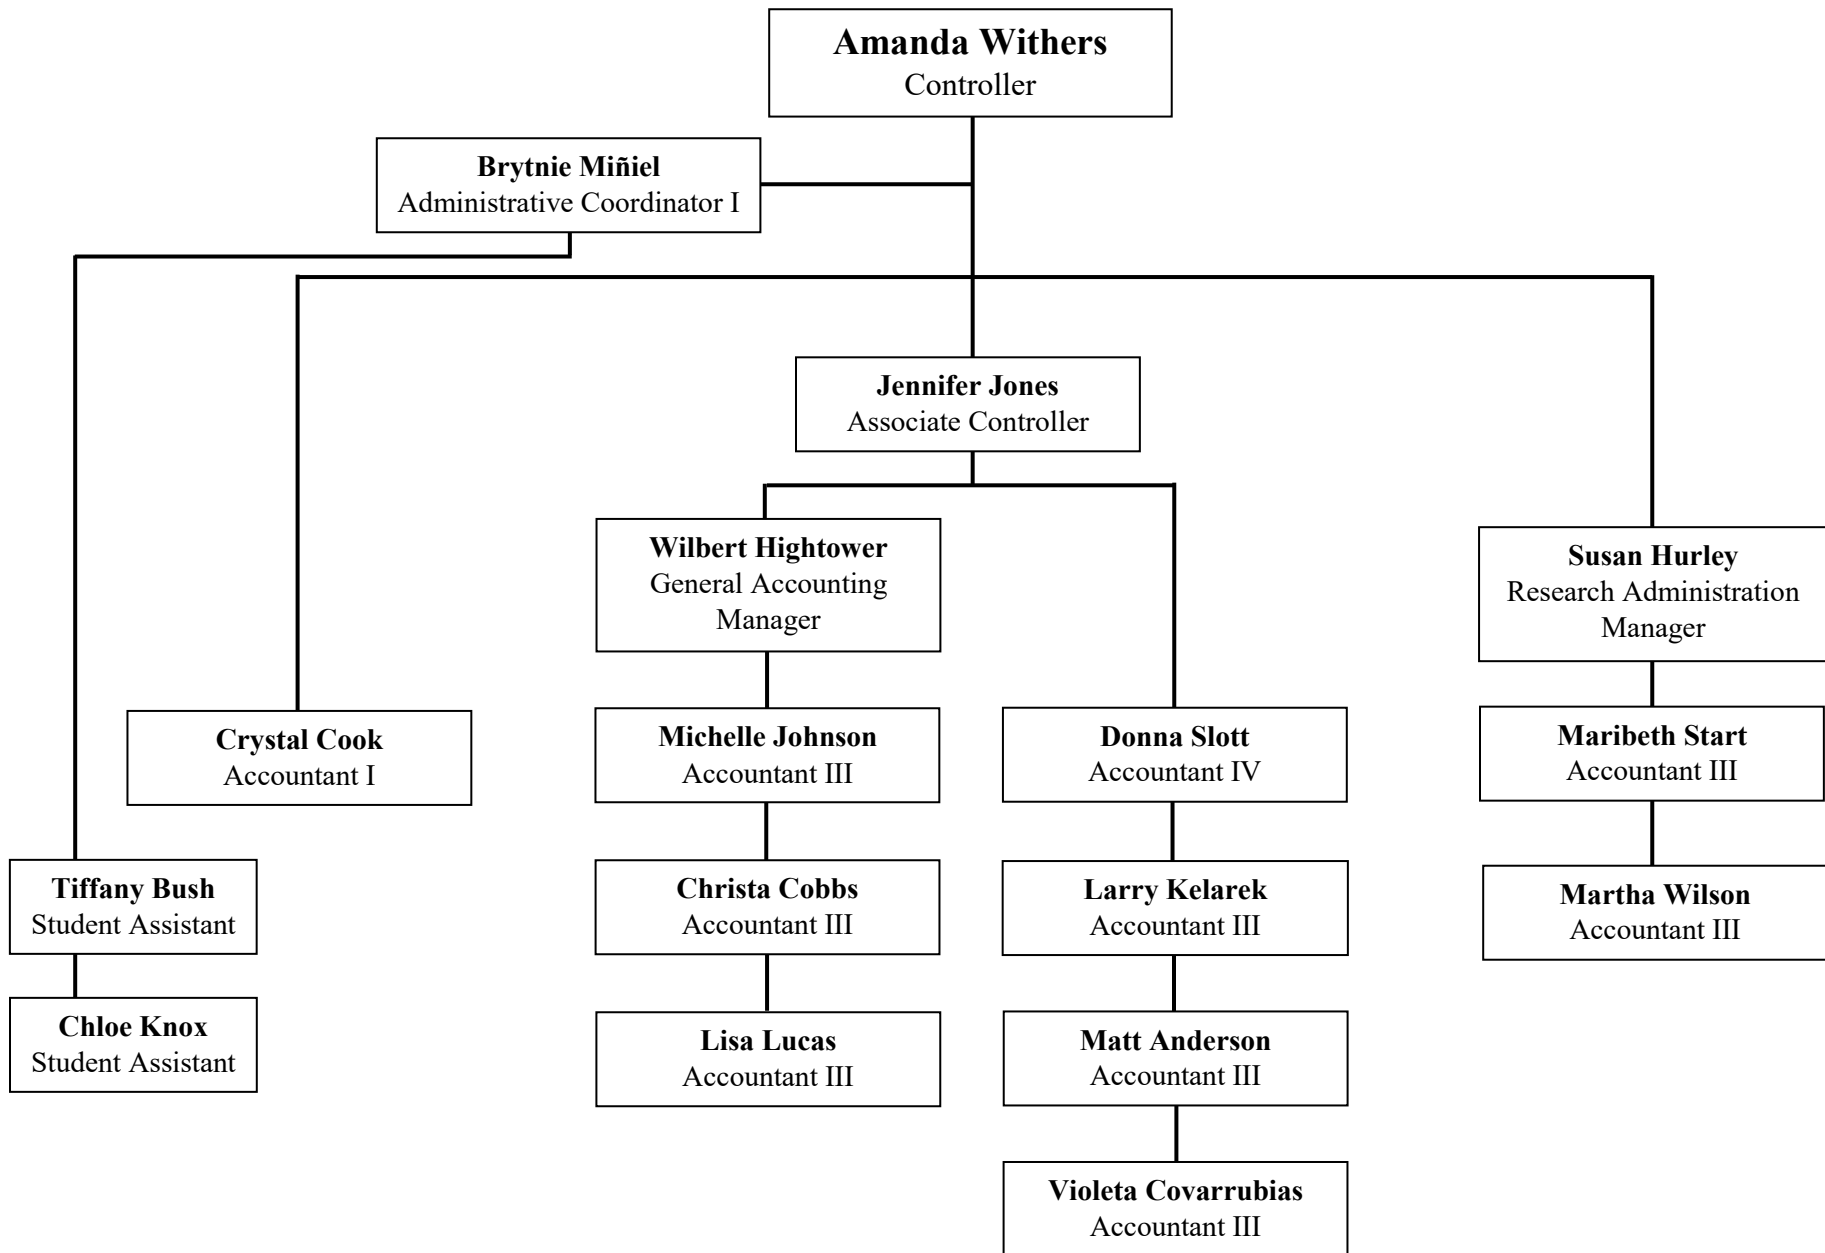 Amanda Withers
Controller
Brytnie Miñiel
Administrative Coordinator I
Jennifer Jones
Associate Controller
Wilbert Hightower
General Accounting
Manager
Susan Hurley
Research Administration
Manager
Crystal Cook
Accountant I
Michelle Johnson
Accountant III
Donna Slott
Accountant IV
Maribeth Start
Accountant III
Tiffany Bush
Student Assistant
Christa Cobbs
Accountant III
Larry Kelarek
Accountant III
Martha Wilson
Accountant III
Chloe Knox
Student Assistant
Lisa Lucas
Accountant III
Matt Anderson
Accountant III
Violeta Covarrubias
Accountant III